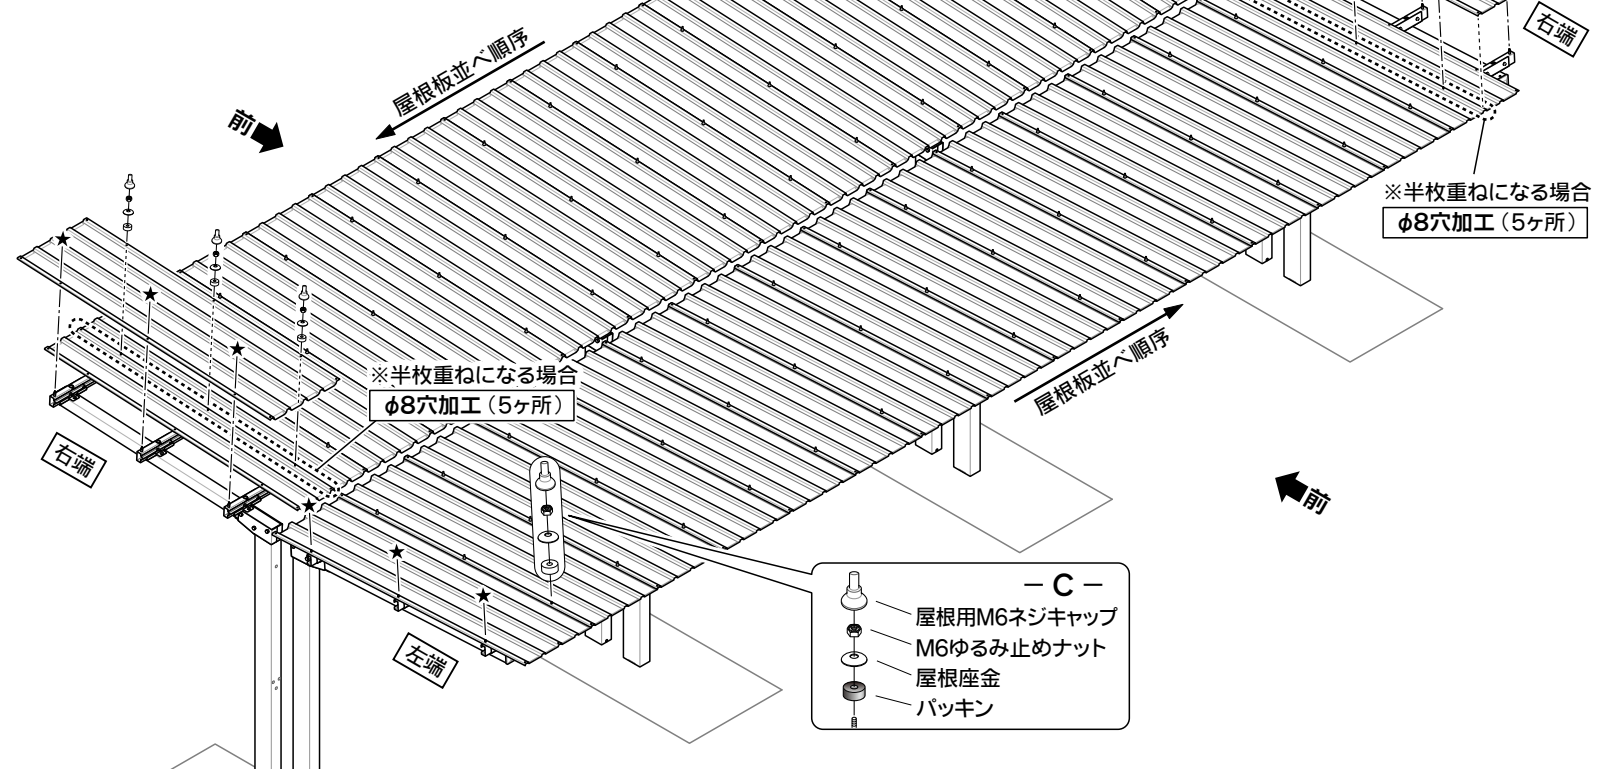 右端
屋根板並べ順序
前
※半枚重ねになる場合
φ8穴加工（5ヶ所）
★
★
★
※半枚重ねになる場合
φ8穴加工（5ヶ所）
屋根板並べ順序
右端
前
★
★
★
左端
− C −
屋根用M6ネジキャップ
M6ゆるみ止めナット
屋根座金
パッキン